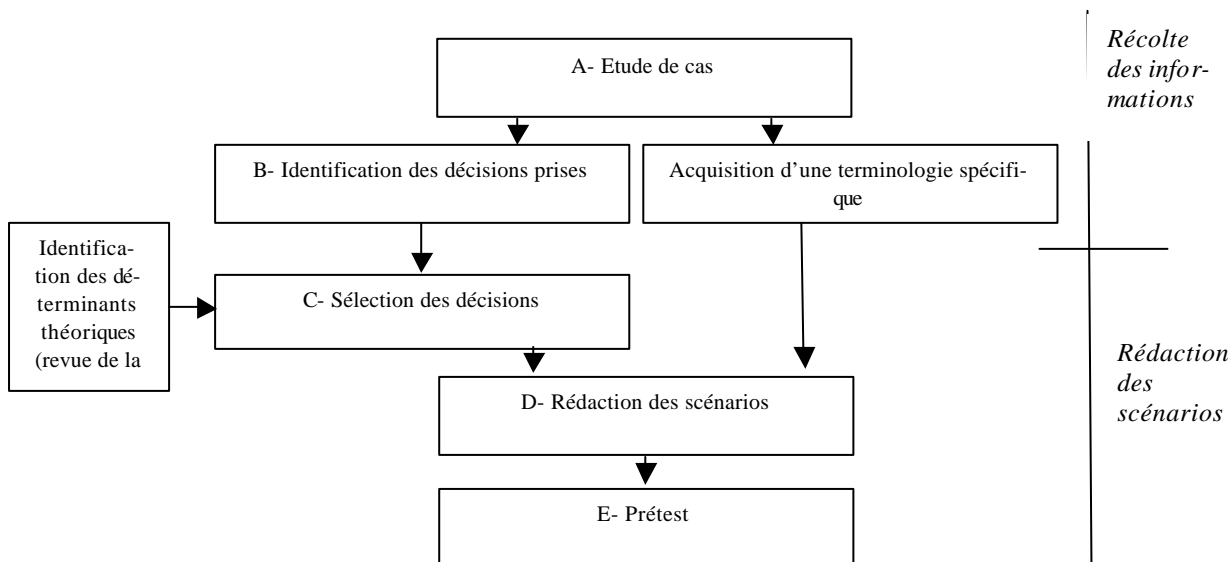 Récolte
des infor-
mations
A- Etude de cas
B- Identification des décisions prises
Acquisition d'une terminologie spécifi-
que
Identifica-
tion des dé-
terminants
théoriques
(revue de la
C- Sélection des décisions
Rédaction
des
scénarios
D- Rédaction des scénarios
E- Prétest